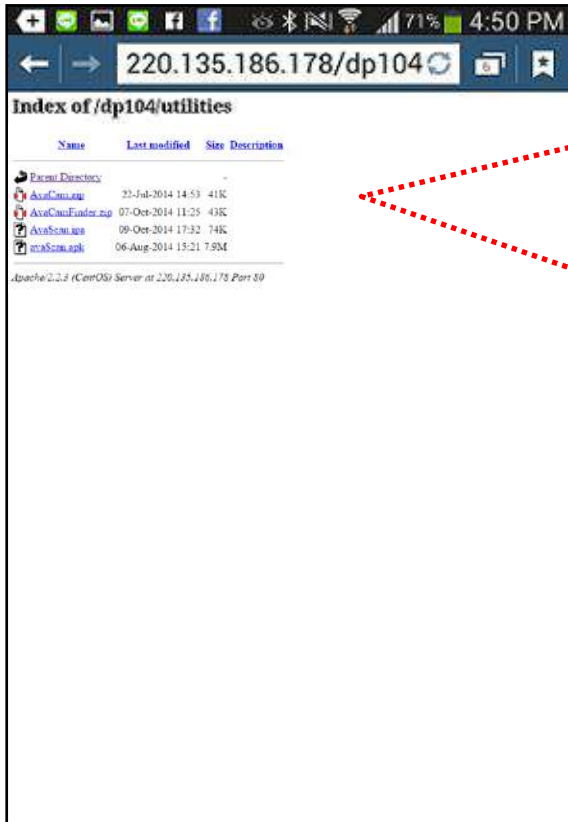 71% 4:50 PM
220.135.186.178/dp104
6
Index of /dp104/utilities
Name Last modified Size Description
Parent Directory -
AvaCam.zip 22-Jul-2014 14:53 41K
AvaCamFinder.zip 07-Oct-2014 11:25 43K
AvaScan.ipa 09-Oct-2014 17:32 74K
avaScan.apk 06-Aug-2014 15:21 7.9M
Apache/2.2.3 (CentOS) Server at 220.135.186.178 Port 80